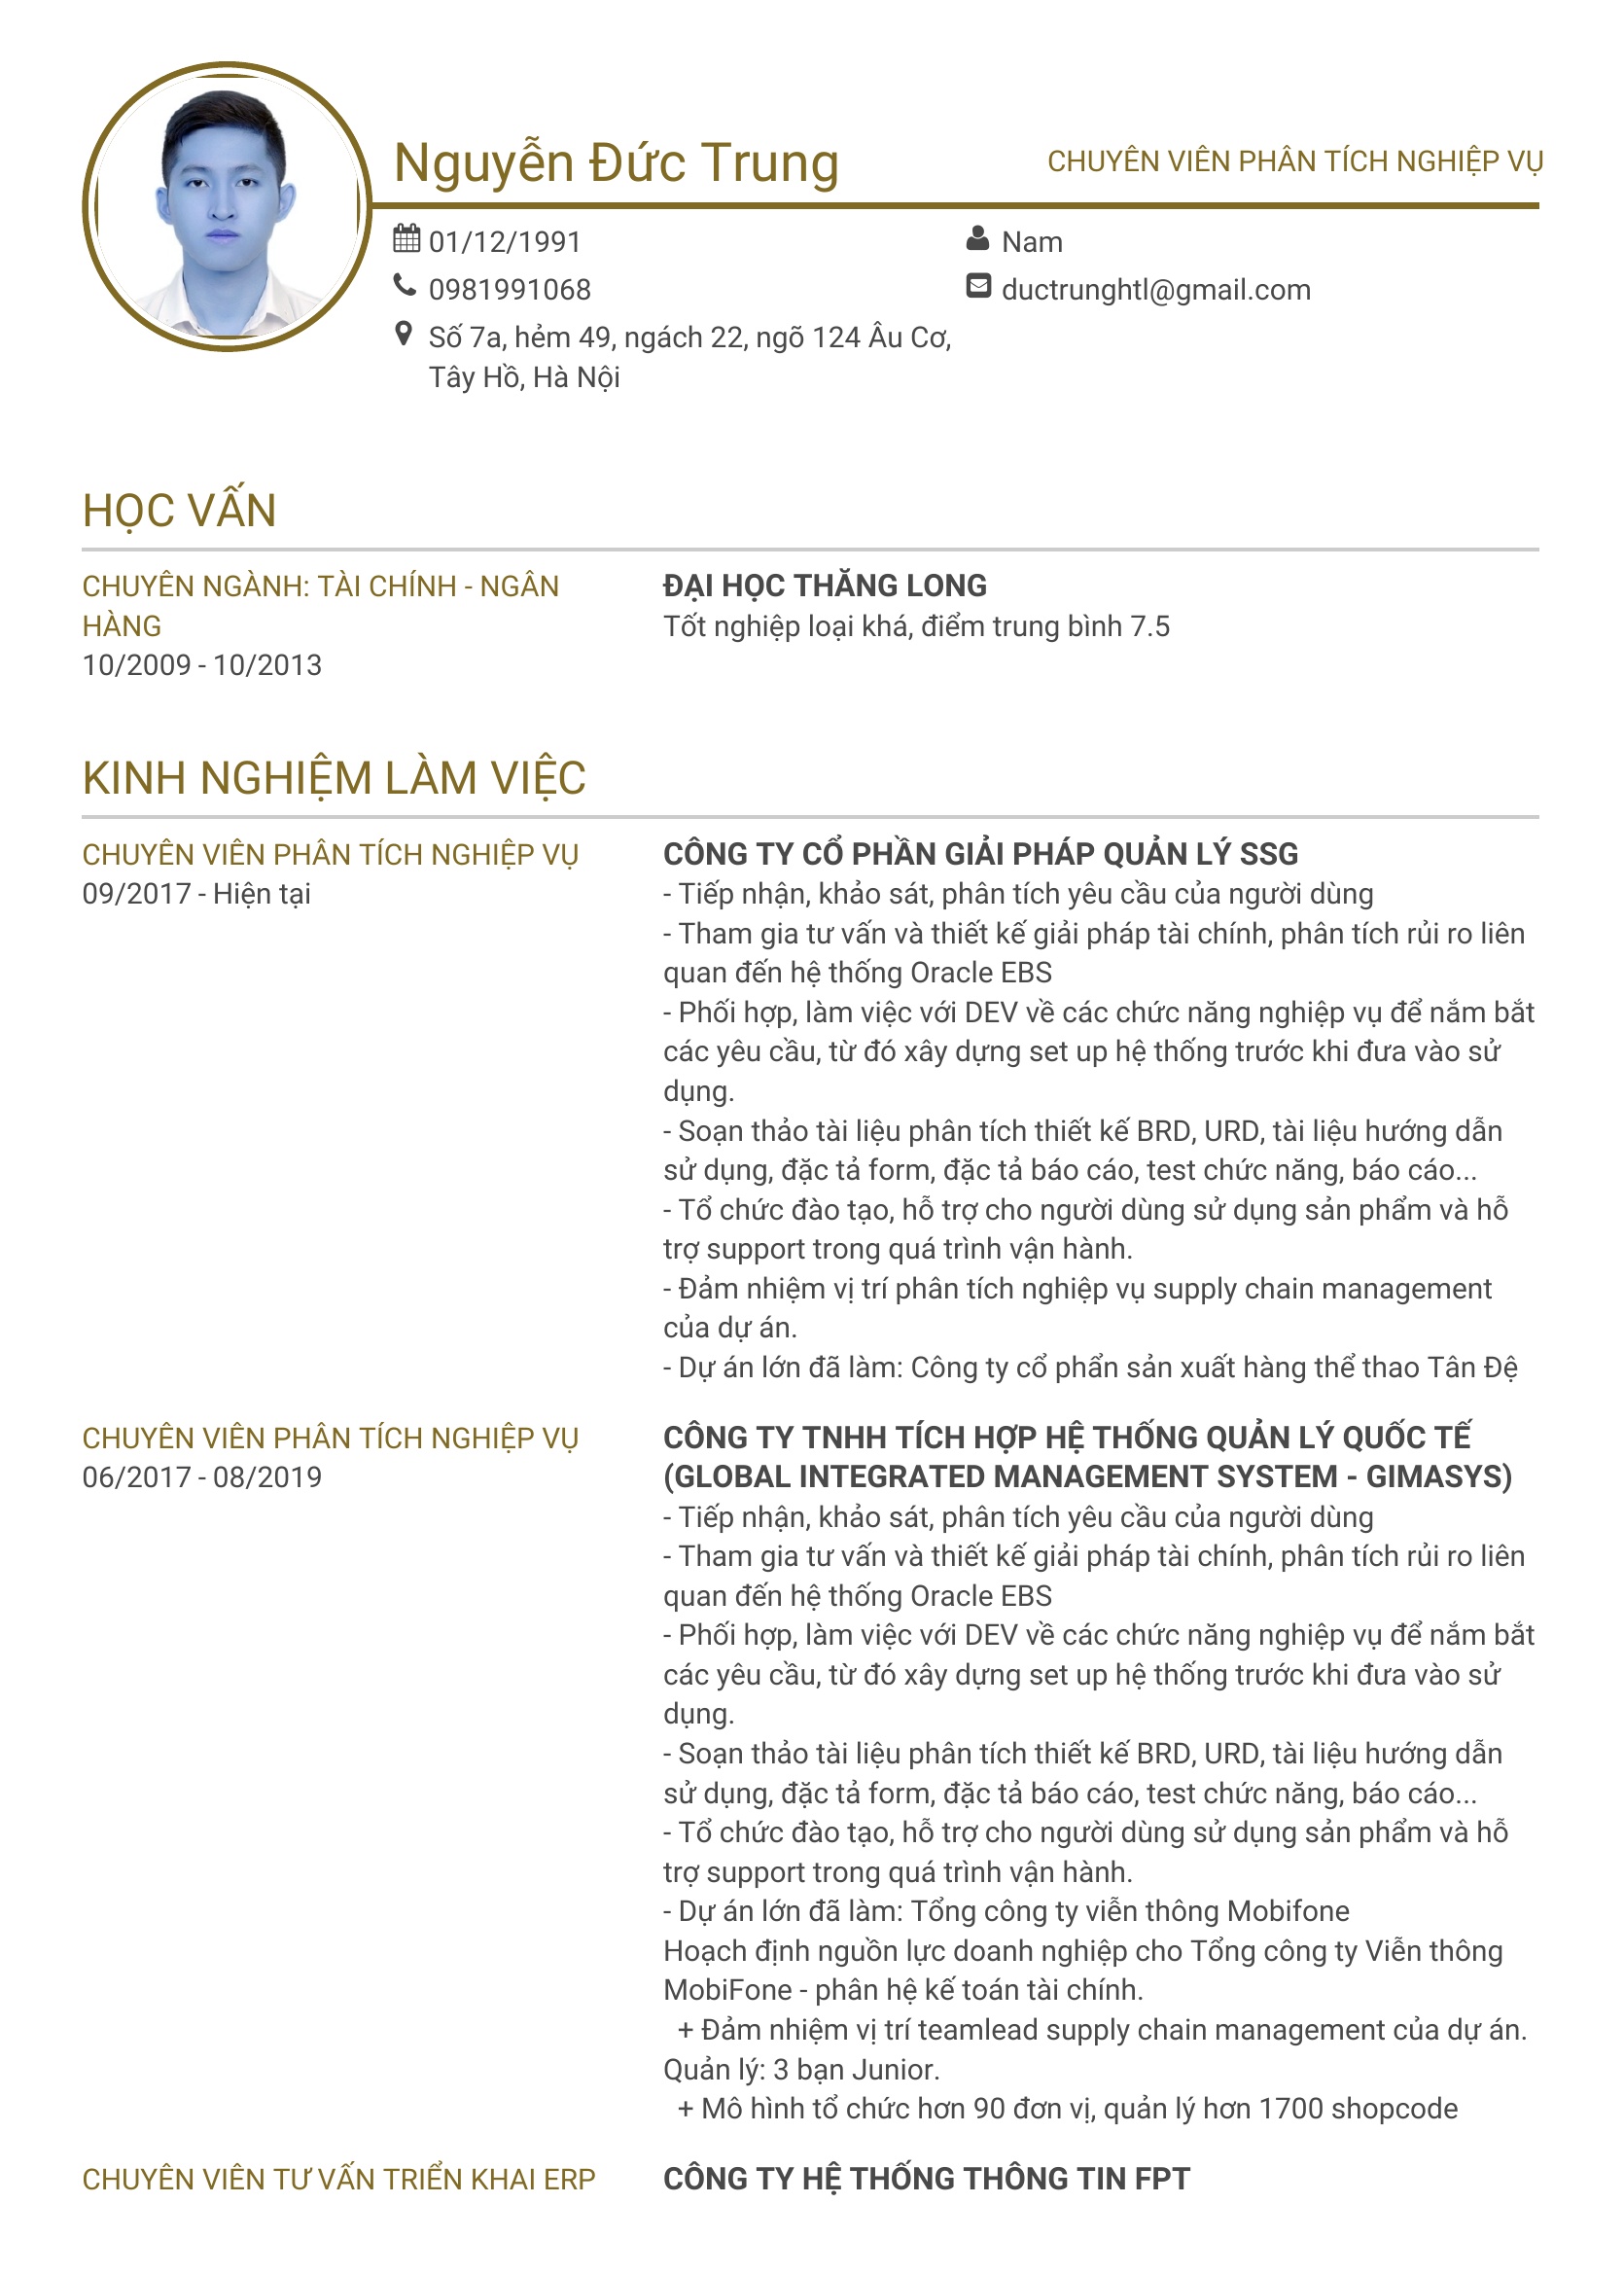 Nguyễn Đức Trung
CHUYÊN VIÊN PHÂN TÍCH NGHIỆP VỤ
01/12/1991
Nam
0981991068
ductrunghtl@gmail.com
Số 7a, hẻm 49, ngách 22, ngõ 124 Âu Cơ,
Tây Hồ, Hà Nội
HỌC VẤN
CHUYÊN NGÀNH: TÀI CHÍNH - NGÂN
HÀNG
10/2009 - 10/2013
ĐẠI HỌC THĂNG LONG
Tốt nghiệp loại khá, điểm trung bình 7.5
KINH NGHIỆM LÀM VIỆC
CHUYÊN VIÊN PHÂN TÍCH NGHIỆP VỤ
09/2017 - Hiện tại
CÔNG TY CỔ PHẦN GIẢI PHÁP QUẢN LÝ SSG
- Tiếp nhận, khảo sát, phân tích yêu cầu của người dùng
- Tham gia tư vấn và thiết kế giải pháp tài chính, phân tích rủi ro liên
quan đến hệ thống Oracle EBS
- Phối hợp, làm việc với DEV về các chức năng nghiệp vụ để nắm bắt
các yêu cầu, từ đó xây dựng set up hệ thống trước khi đưa vào sử
dụng.
- Soạn thảo tài liệu phân tích thiết kế BRD, URD, tài liệu hướng dẫn
sử dụng, đặc tả form, đặc tả báo cáo, test chức năng, báo cáo...
- Tổ chức đào tạo, hỗ trợ cho người dùng sử dụng sản phẩm và hỗ
trợ support trong quá trình vận hành.
- Đảm nhiệm vị trí phân tích nghiệp vụ supply chain management
của dự án.
- Dự án lớn đã làm: Công ty cổ phẩn sản xuất hàng thể thao Tân Đệ
CHUYÊN VIÊN PHÂN TÍCH NGHIỆP VỤ
06/2017 - 08/2019
CÔNG TY TNHH TÍCH HỢP HỆ THỐNG QUẢN LÝ QUỐC TẾ
(GLOBAL INTEGRATED MANAGEMENT SYSTEM - GIMASYS)
- Tiếp nhận, khảo sát, phân tích yêu cầu của người dùng
- Tham gia tư vấn và thiết kế giải pháp tài chính, phân tích rủi ro liên
quan đến hệ thống Oracle EBS
- Phối hợp, làm việc với DEV về các chức năng nghiệp vụ để nắm bắt
các yêu cầu, từ đó xây dựng set up hệ thống trước khi đưa vào sử
dụng.
- Soạn thảo tài liệu phân tích thiết kế BRD, URD, tài liệu hướng dẫn
sử dụng, đặc tả form, đặc tả báo cáo, test chức năng, báo cáo...
- Tổ chức đào tạo, hỗ trợ cho người dùng sử dụng sản phẩm và hỗ
trợ support trong quá trình vận hành.
- Dự án lớn đã làm: Tổng công ty viễn thông Mobifone
Hoạch định nguồn lực doanh nghiệp cho Tổng công ty Viễn thông
MobiFone - phân hệ kế toán tài chính.
+ Đảm nhiệm vị trí teamlead supply chain management của dự án.
Quản lý: 3 bạn Junior.
+ Mô hình tổ chức hơn 90 đơn vị, quản lý hơn 1700 shopcode
CHUYÊN VIÊN TƯ VẤN TRIỂN KHAI ERP
CÔNG TY HỆ THỐNG THÔNG TIN FPT